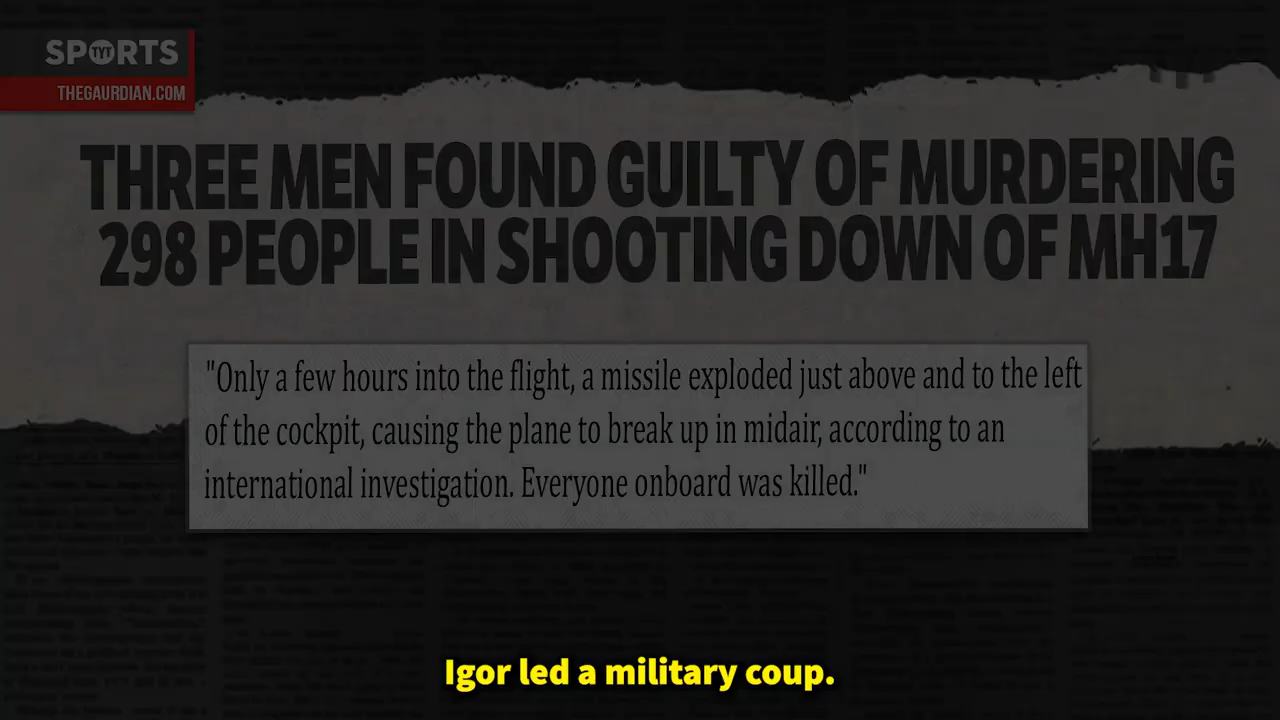 SPORTS
TYT
THEGAURDIAN.COM
THREE MEN FOUND GUILTY OF MURDERING
298 PEOPLE IN SHOOTING DOWN OF MH17
"Only a few hours into the flight, a missile exploded just above and to the left
of the cockpit, causing the plane to break up in midair, according to an
international investigation. Everyone onboard was killed."
Igor led a military coup.